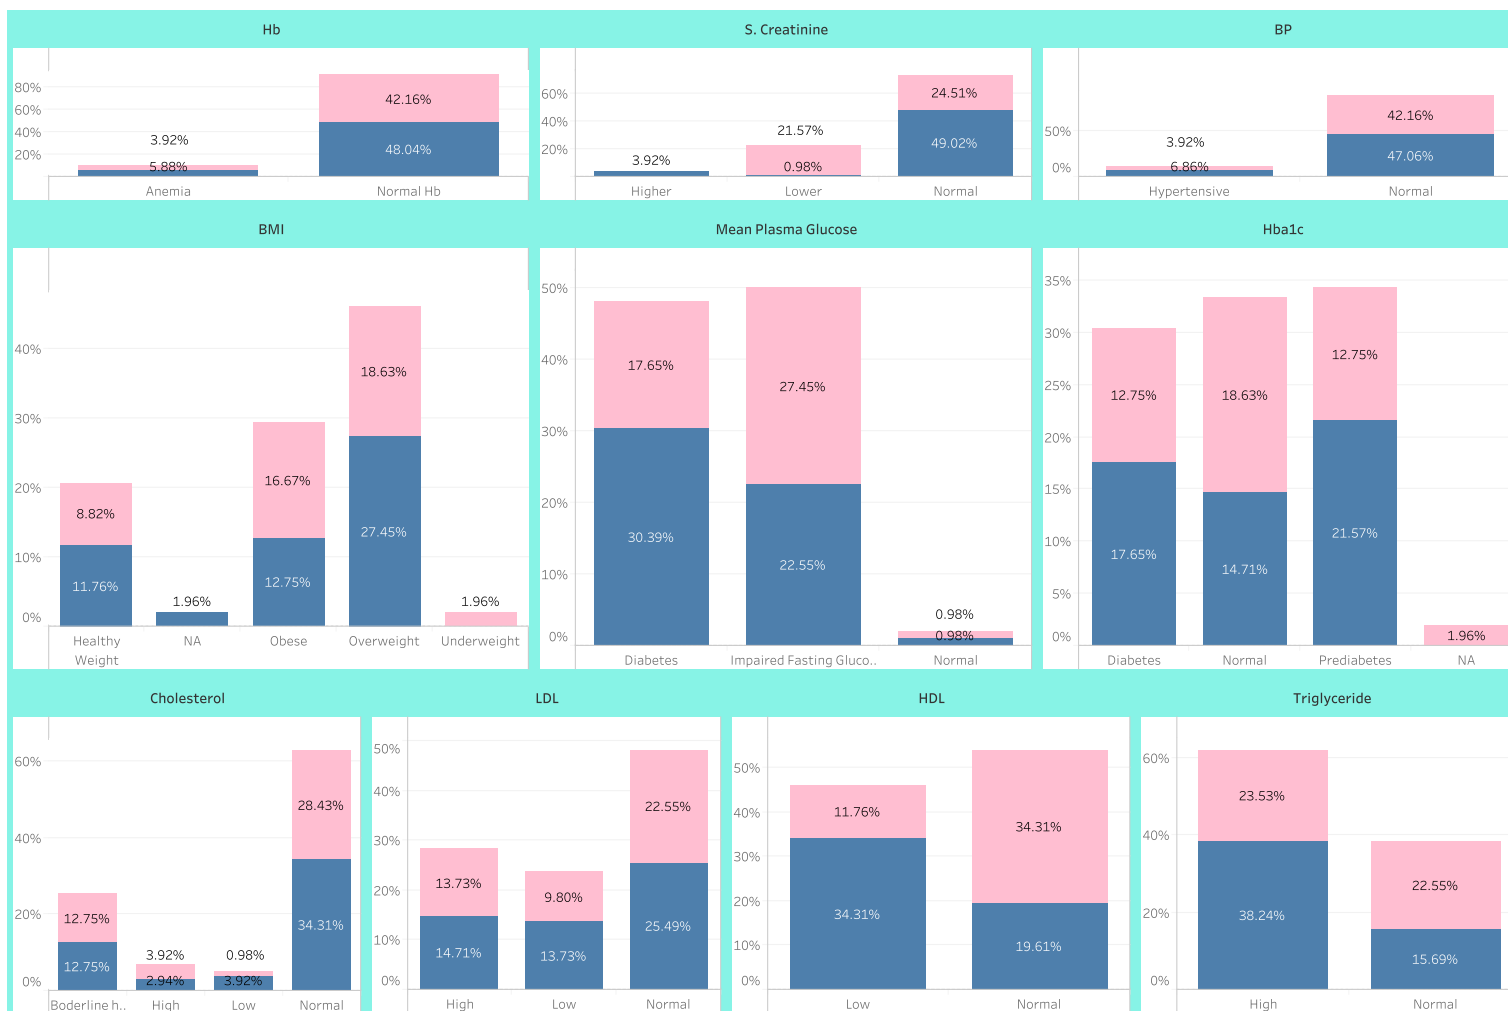 Hb
80%
60%
40%
20%
42.16%
48.04%
3.92%
5.88%
Anemia
Normal Hb
S. Creatinine
60%
40%
20%
24.51%
49.02%
21.57%
0.98%
3.92%
Higher
Lower
Normal
BP
50%
0%
42.16%
47.06%
3.92%
6.86%
Hypertensive
Normal
BMI
40%
30%
20%
10%
0%
8.82%
11.76%
1.96%
16.67%
12.75%
18.63%
27.45%
1.96%
Healthy
Weight
NA
Obese
Overweight
Underweight
Mean Plasma Glucose
50%
40%
30%
20%
10%
0%
17.65%
30.39%
27.45%
22.55%
0.98%
0.98%
Diabetes
Impaired Fasting Gluco..
Normal
Hba1c
35%
30%
25%
20%
15%
10%
5%
0%
12.75%
17.65%
18.63%
14.71%
12.75%
21.57%
1.96%
Diabetes
Normal
Prediabetes
NA
Cholesterol
60%
40%
20%
0%
12.75%
12.75%
3.92%
2.94%
0.98%
3.92%
28.43%
34.31%
Boderline h..
High
Low
Normal
LDL
50%
40%
30%
20%
10%
0%
13.73%
14.71%
9.80%
13.73%
22.55%
25.49%
High
Low
Normal
HDL
50%
40%
30%
20%
10%
0%
11.76%
34.31%
34.31%
19.61%
Low
Normal
Triglyceride
60%
40%
20%
0%
23.53%
38.24%
22.55%
15.69%
High
Normal